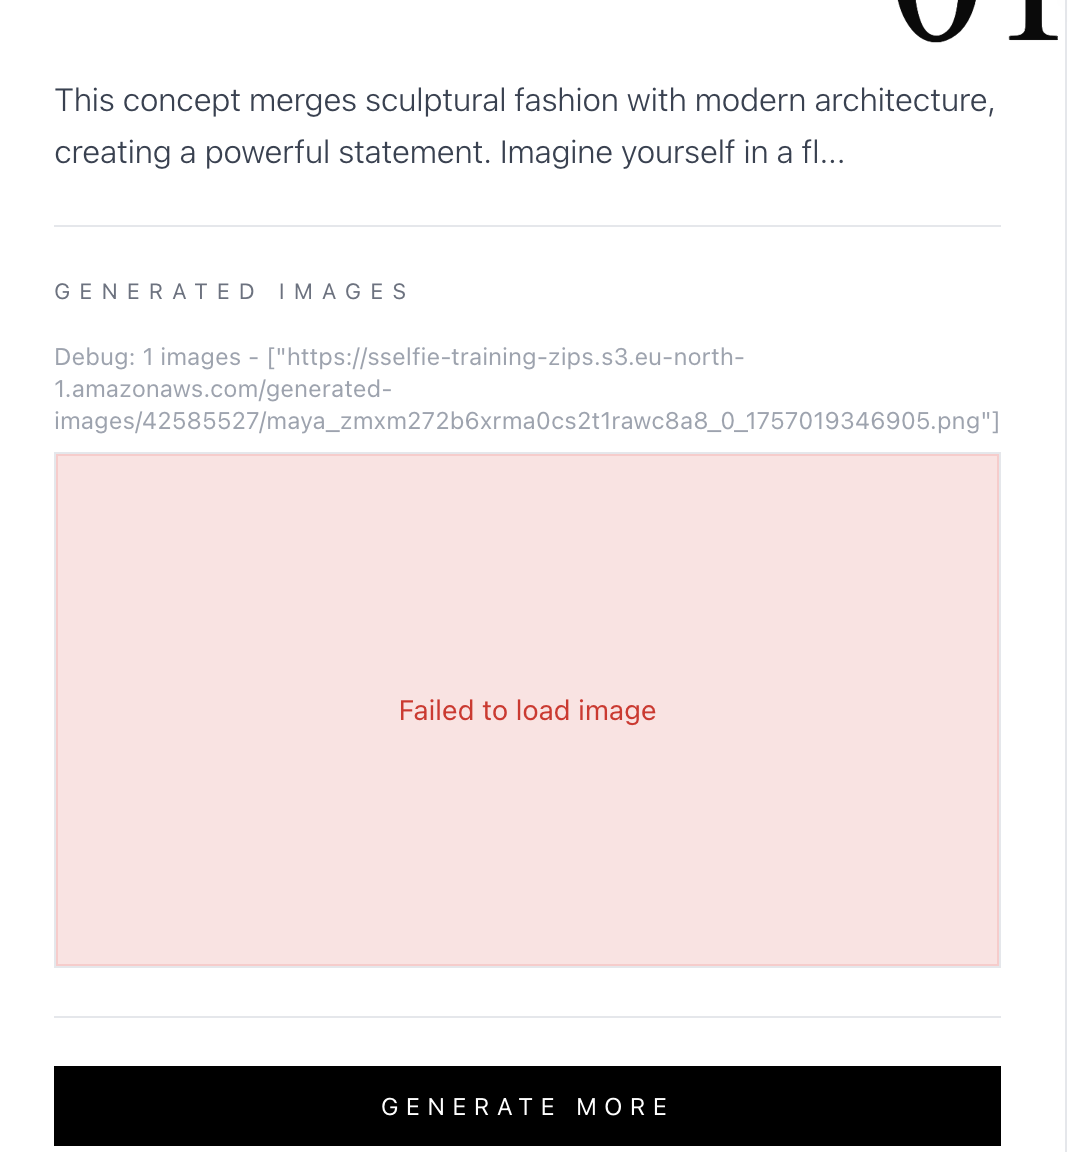 01
This concept merges sculptural fashion with modern architecture,
creating a powerful statement. Imagine yourself in a fl...
GENERATED IMAGES
Debug: 1 images - ["https://sselfie-training-zips.s3.eu-north-
1.amazonaws.com/generated-
images/42585527/maya_zmxm272b6xrma0cs2t1rawc8a8_0_1757019346905.png"]
Failed to load image
GENERATE MORE